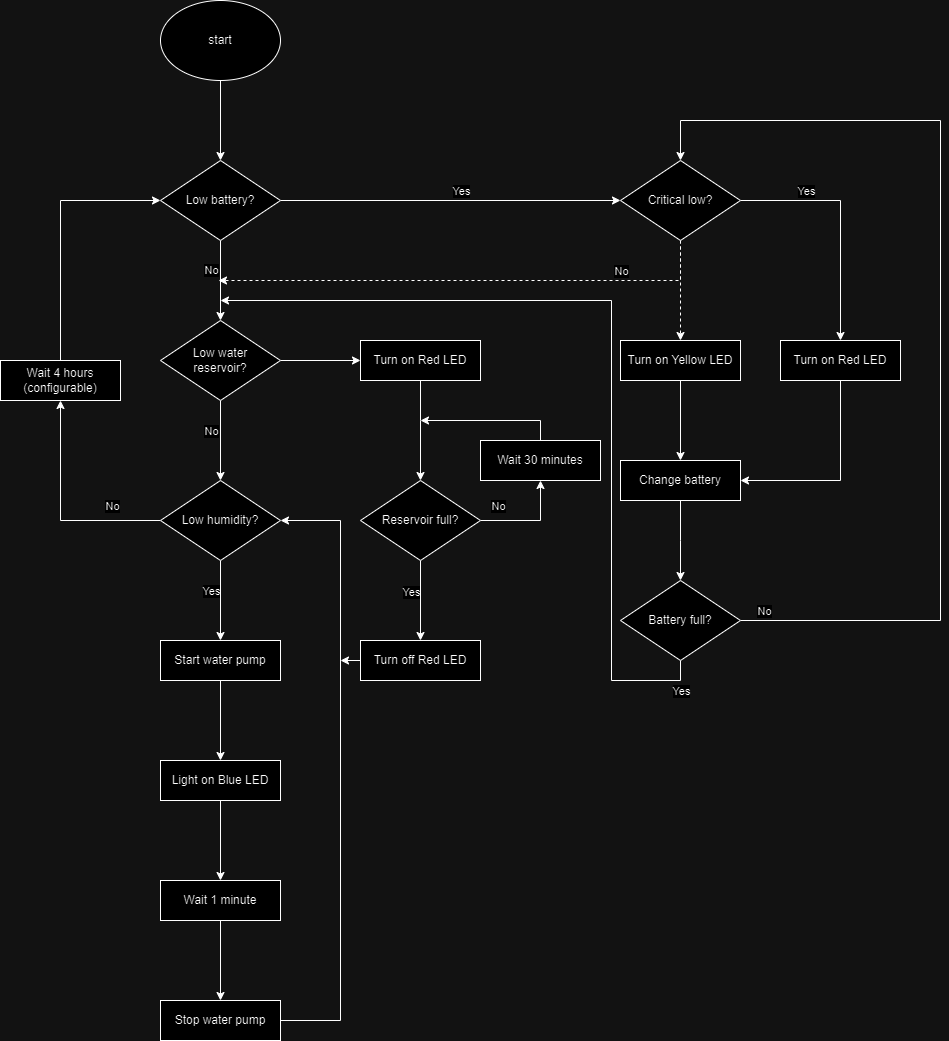 start
Low battery?
Yes
Critical low?
Yes
No
No
Low water
reservoir?
Turn on Red LED
Turn on Yellow LED
Turn on Red LED
Wait 4 hours
(configurable)
No
Wait 30 minutes
Change battery
No
Low humidity?
Reservoir full?
No
Yes
Yes
Battery full?
No
Start water pump
Turn off Red LED
Yes
Light on Blue LED
Wait 1 minute
Stop water pump